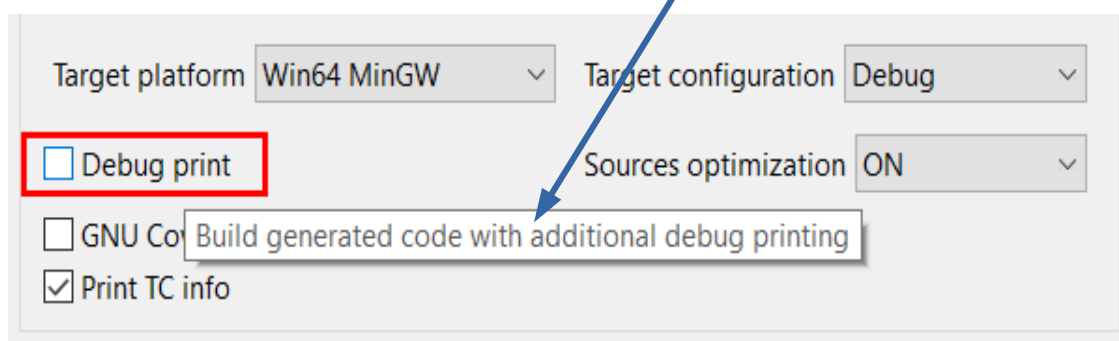 Target platform Win64 MinGW Target configuration Debug
Debug print Sources optimization ON
GNU Build generated code with additional debug printing
Print TC info